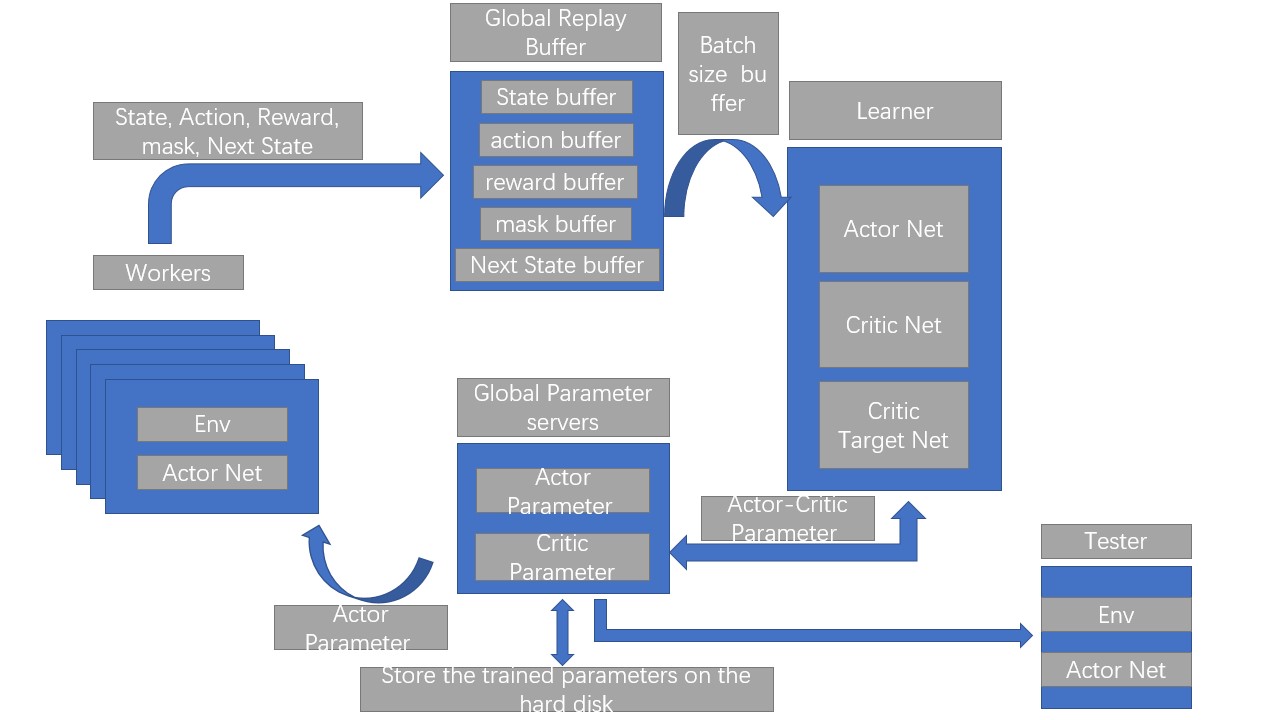 Global Replay
Buffer
State buffer
action buffer
reward buffer
mask buffer
Next State buffer
Batch
size bu
ffer
Learner
Actor Net
Critic Net
Critic
Target Net
State, Action, Reward,
mask, Next State
Workers
Env
Actor Net
Global Parameter
servers
Actor
Parameter
Critic
Parameter
Actor-Critic
Parameter
Actor
Parameter
Store the trained parameters on the
hard disk
Tester
Env
Actor Net